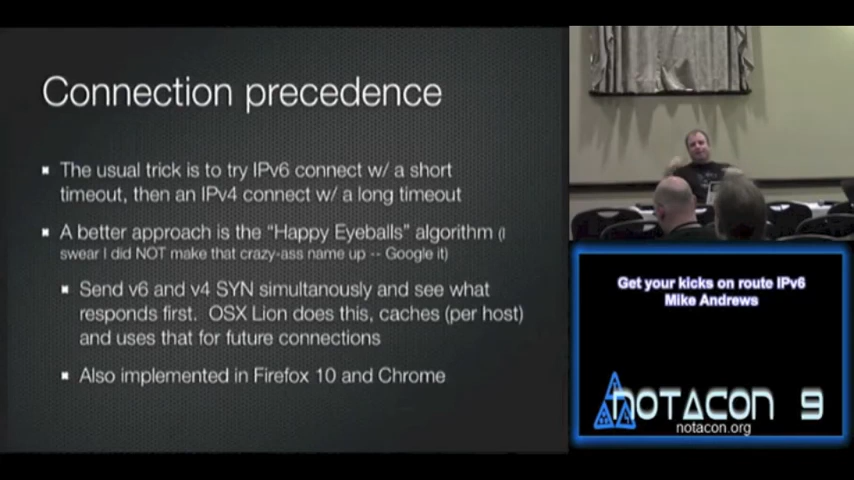 Connection precedence
The usual trick is to try IPv6 connect w/ a short
timeout, then an IPv4 connect w/ a long timeout
A better approach is the “Happy Eyeballs” algorithm (I
swear I did NOT make that crazy-ass name up -- Google it)
Send v6 and v4 SYN simultanously and see what
responds first. OSX Lion does this, caches (per host)
and uses that for future connections
Also implemented in Firefox 10 and Chrome
Get your kicks on route IPv6
Mike Andrews
NOTACON 9
notacon.org